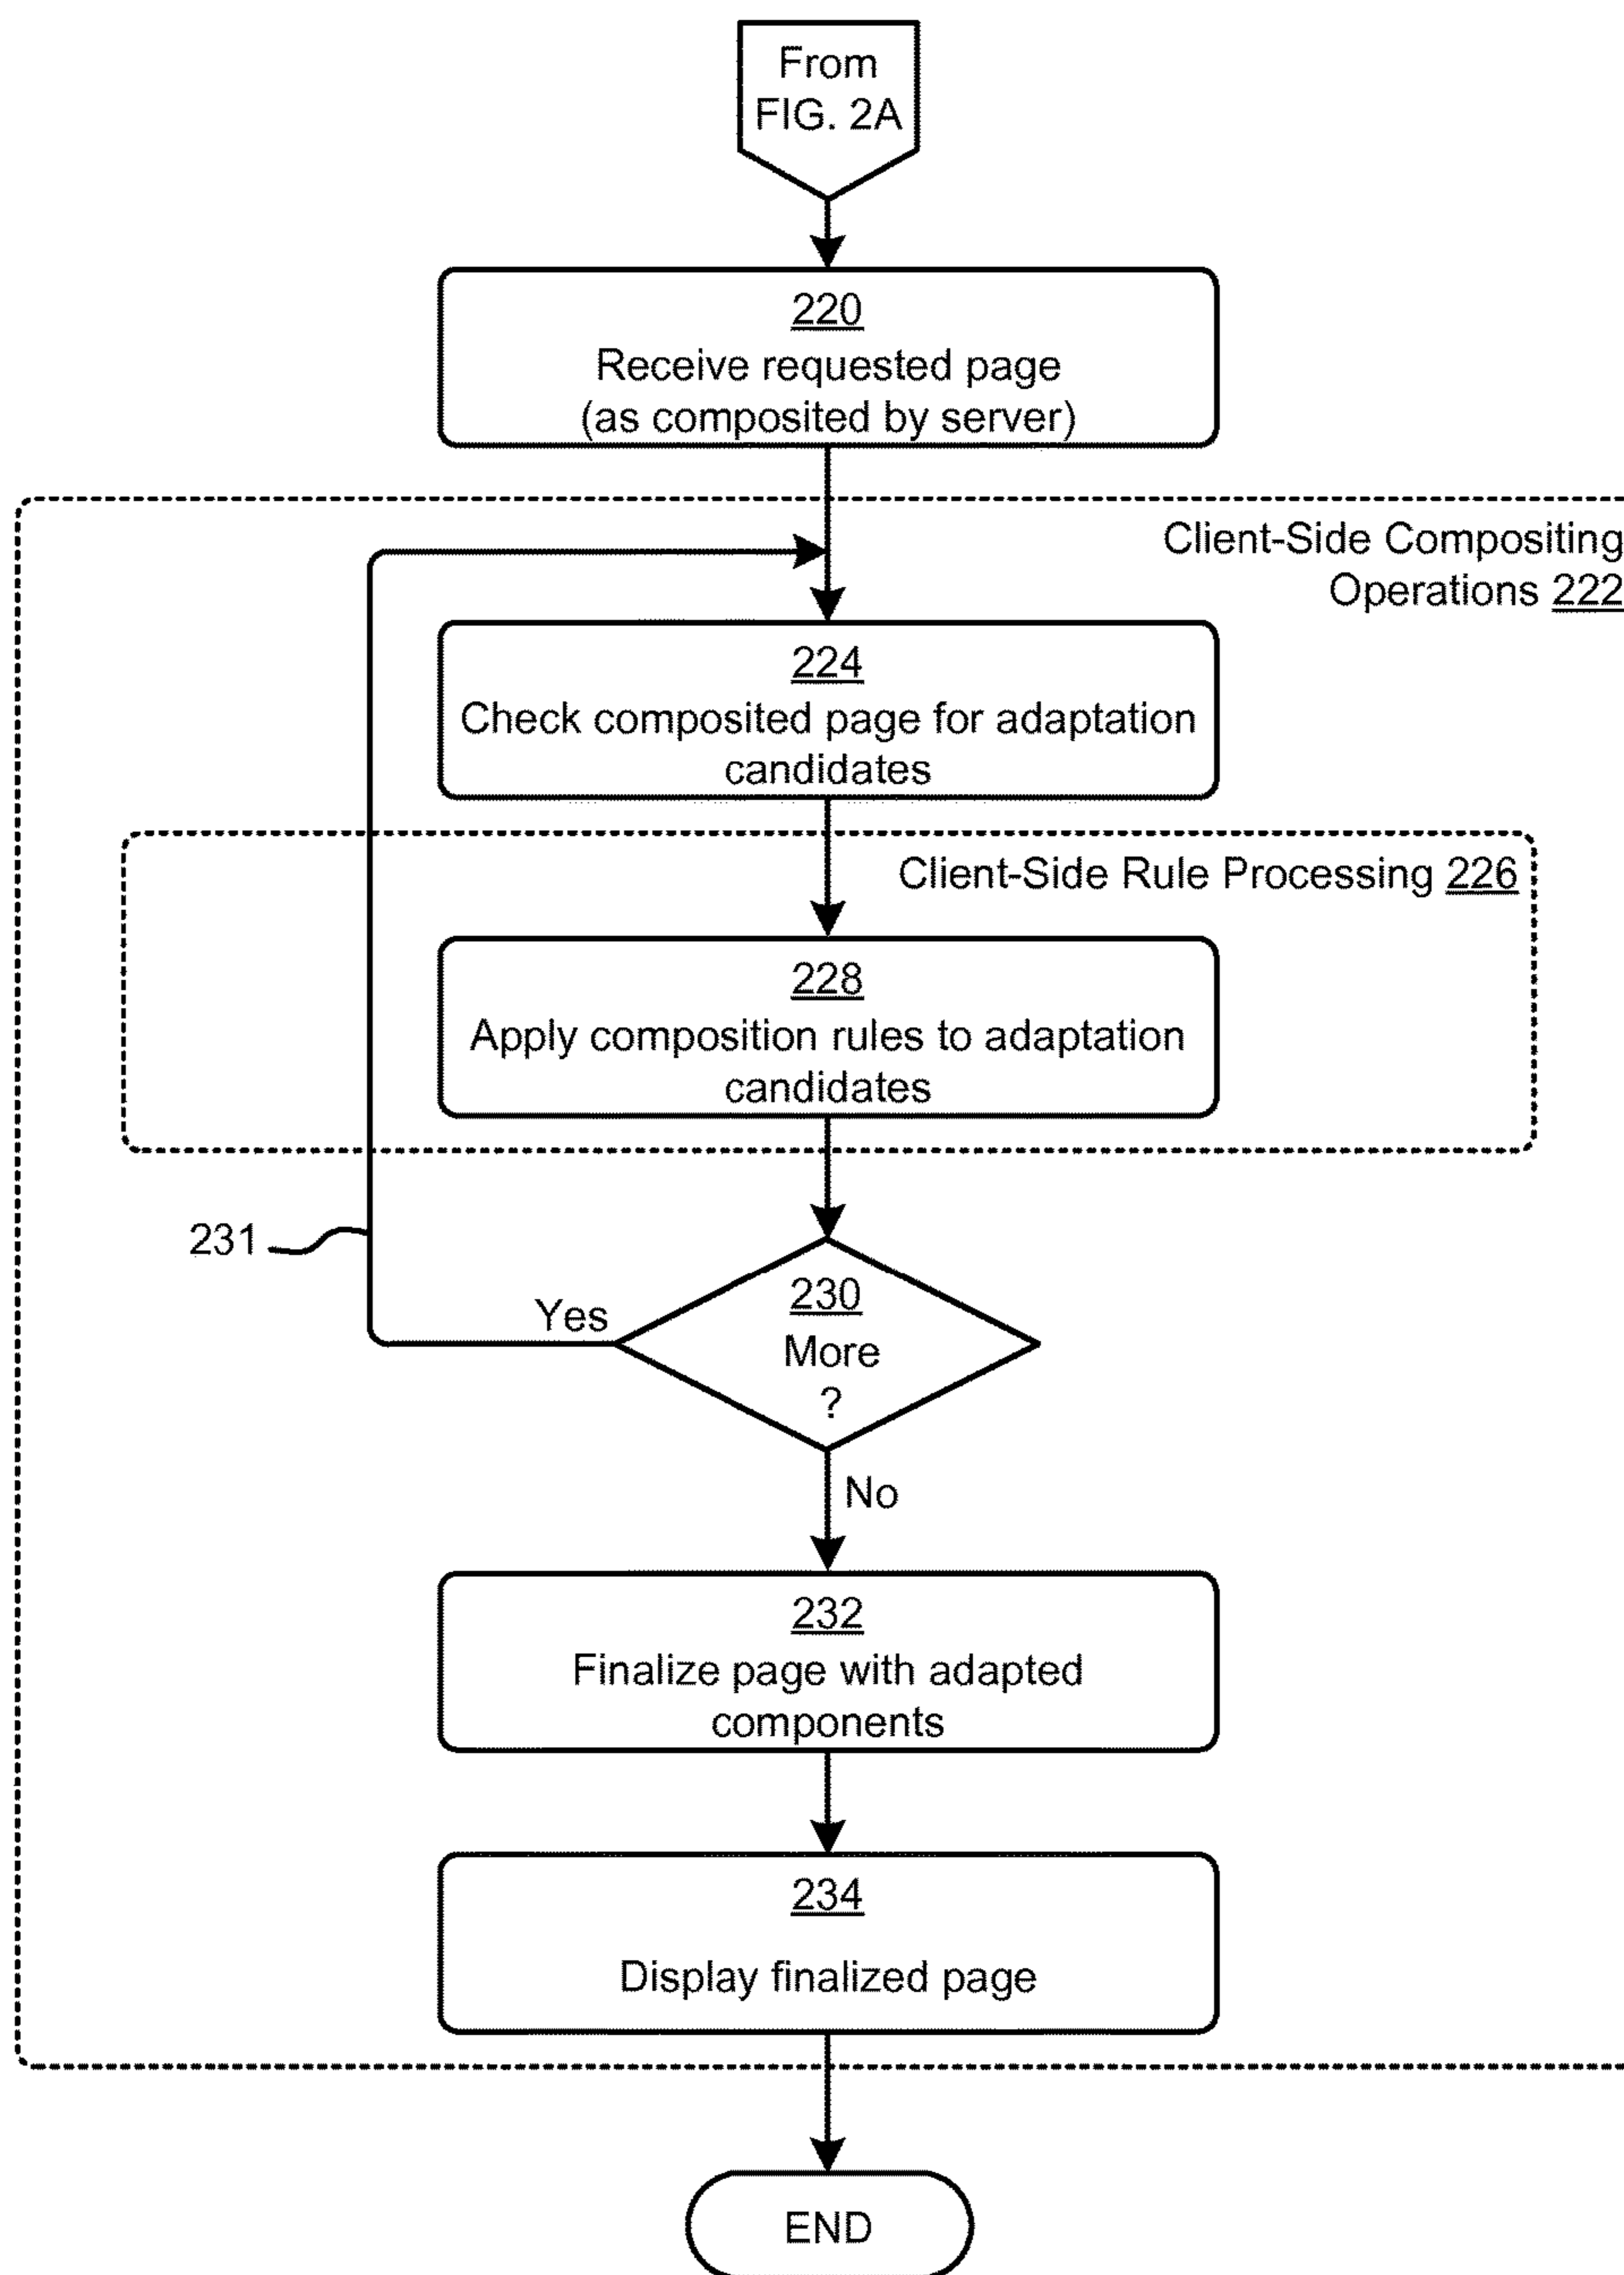 From
FIG. 2A
220
Receive requested page
(as composited by server)
Client-Side Compositing
Operations 222
224
Check composited page for adaptation
candidates
Client-Side Rule Processing 226
228
Apply composition rules to adaptation
candidates
231
Yes
230
More
?
No
232
Finalize page with adapted
components
234
Display finalized page
END